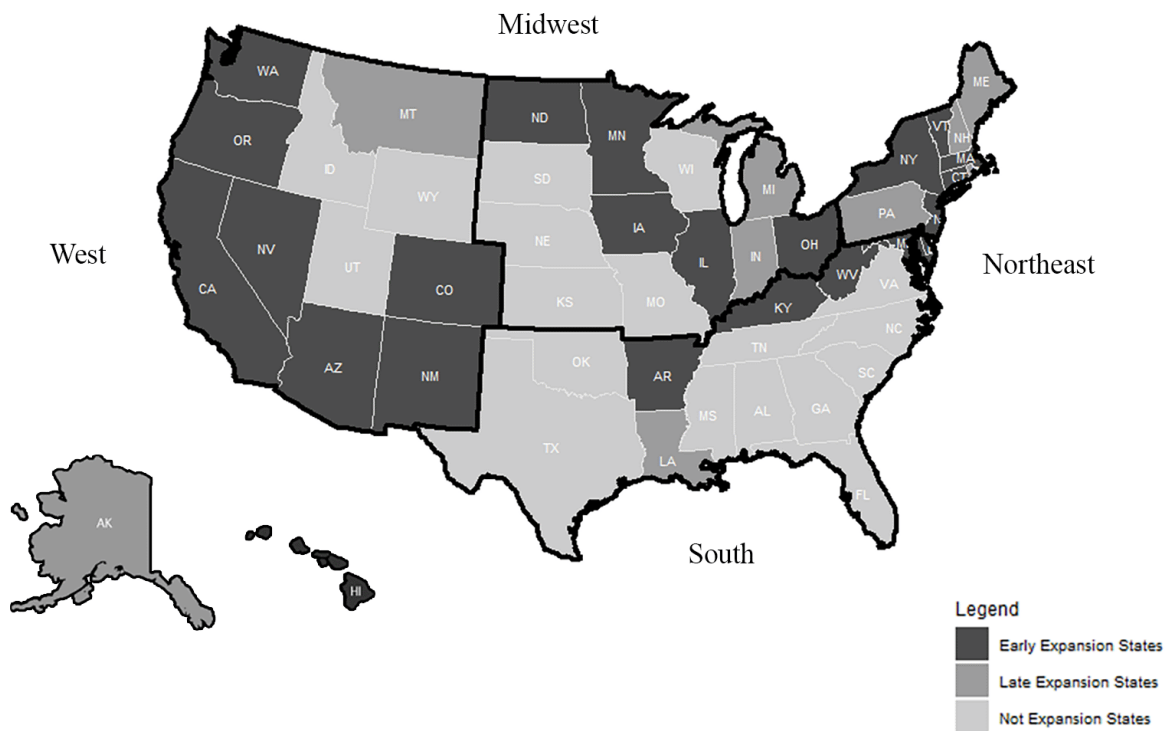 Midwest
WA
MT
ND
MN
ME
VT
NH
OR
ID
WY
SD
WI
MI
NY
MA
CT
West
NV
UT
CO
NE
IA
IL
IN
OH
PA
N
M
Northeast
CA
KS
MO
WV
VA
KY
AZ
NM
OK
AR
TN
NC
SC
TX
LA
MS
AL
GA
FL
AK
HI
South
Legend
Early Expansion States
Late Expansion States
Not Expansion States